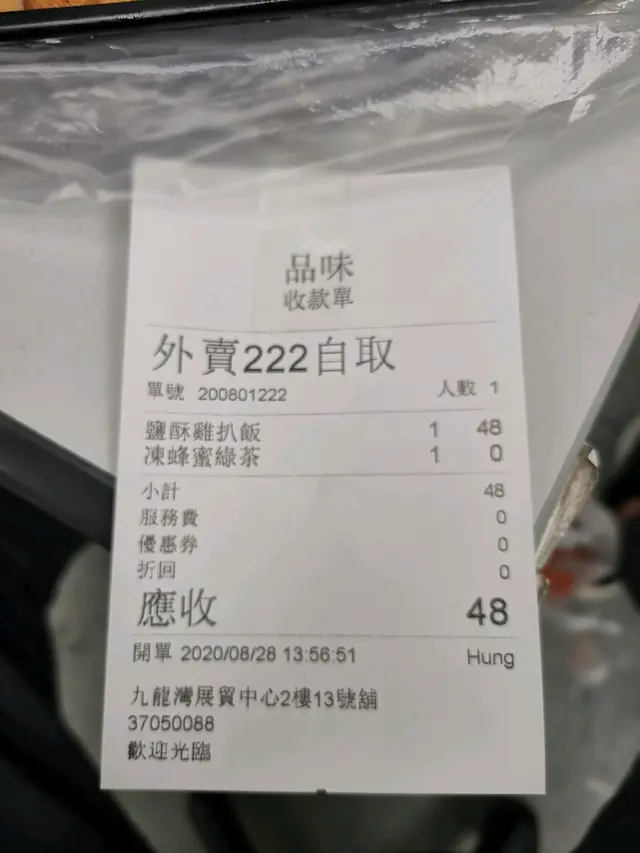 品味
收款單
外賣222自取
單號 200801222 人數 1
鹽酥雞扒飯 1 48
凍蜂蜜綠茶 1 0
小計 48
服務費 0
優惠券 0
折回 0
應收 48
開單 2020/08/28 13:56:51 Hung
九龍灣展貿中心2樓13號舖
37050088
歡迎光臨